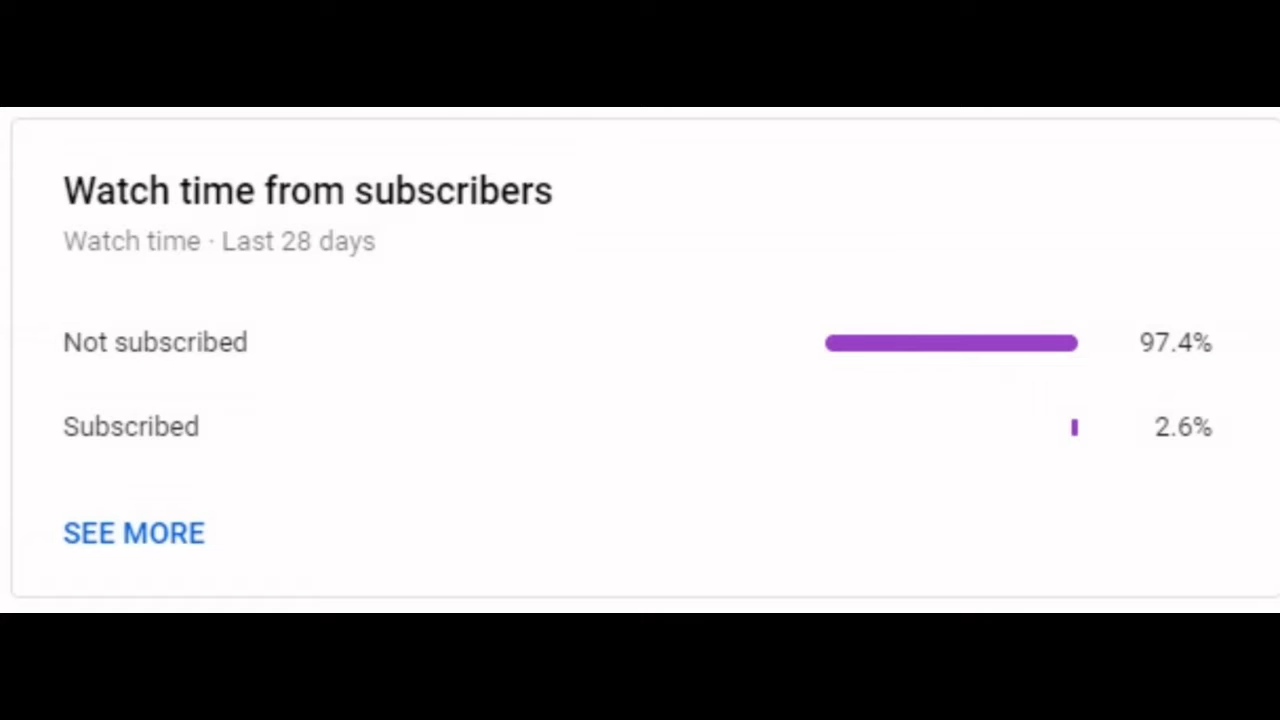 Watch time from subscribers
Watch time · Last 28 days
Not subscribed 97.4%
Subscribed 2.6%
SEE MORE